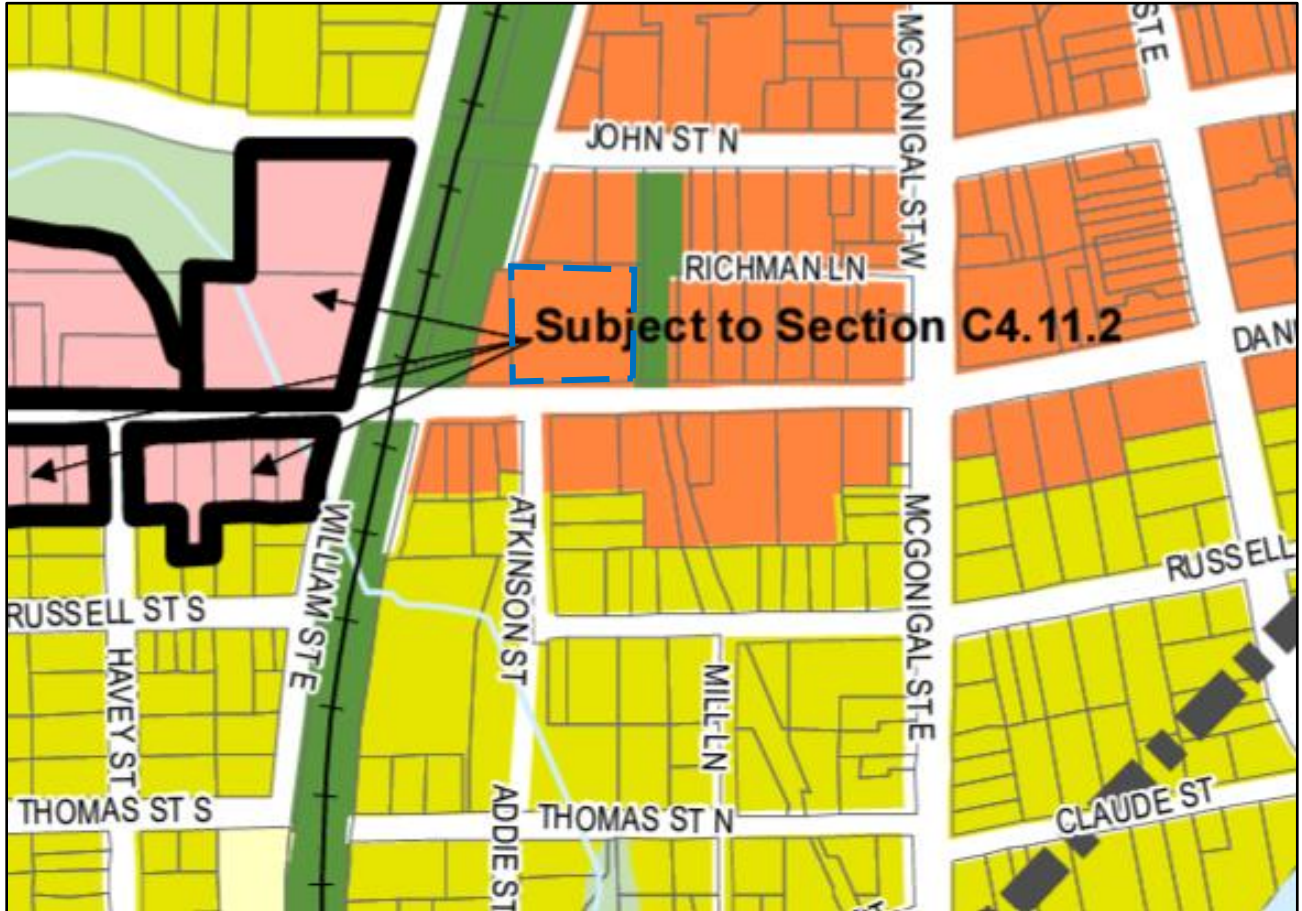 ST E
MCGONIGAL ST W
JOHN ST N
RICHMAN LN
Subject to Section C4.11.2
WILLIAM ST E
ATKINSON ST
MCGONIGAL ST E
RUSSELL
RUSSELL ST S
HAVEY ST
MILL LN
THOMAS ST S
ADDIE ST
THOMAS ST N
CLAUDE ST